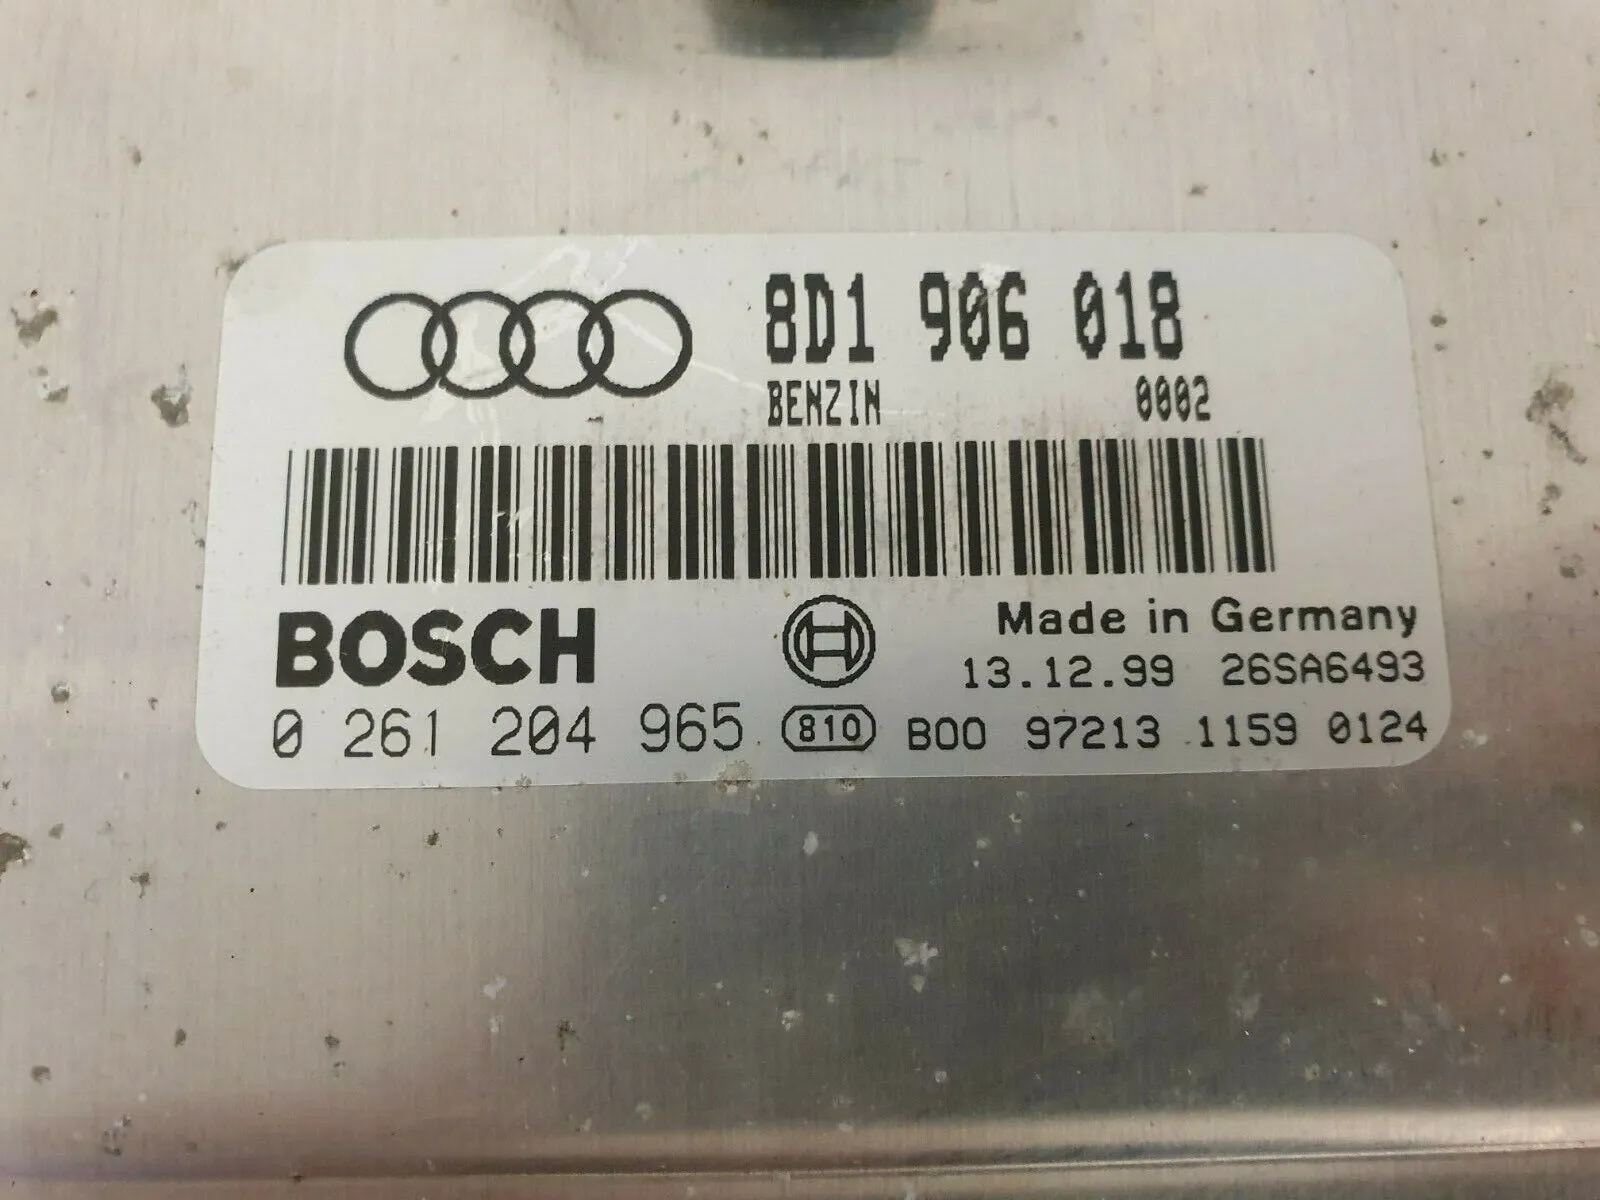 8D1 906 018
BENZIN 0002
BOSCH Made in Germany
13.12.99 26SA6493
0 261 204 965 810 B00 97213 1159 0124